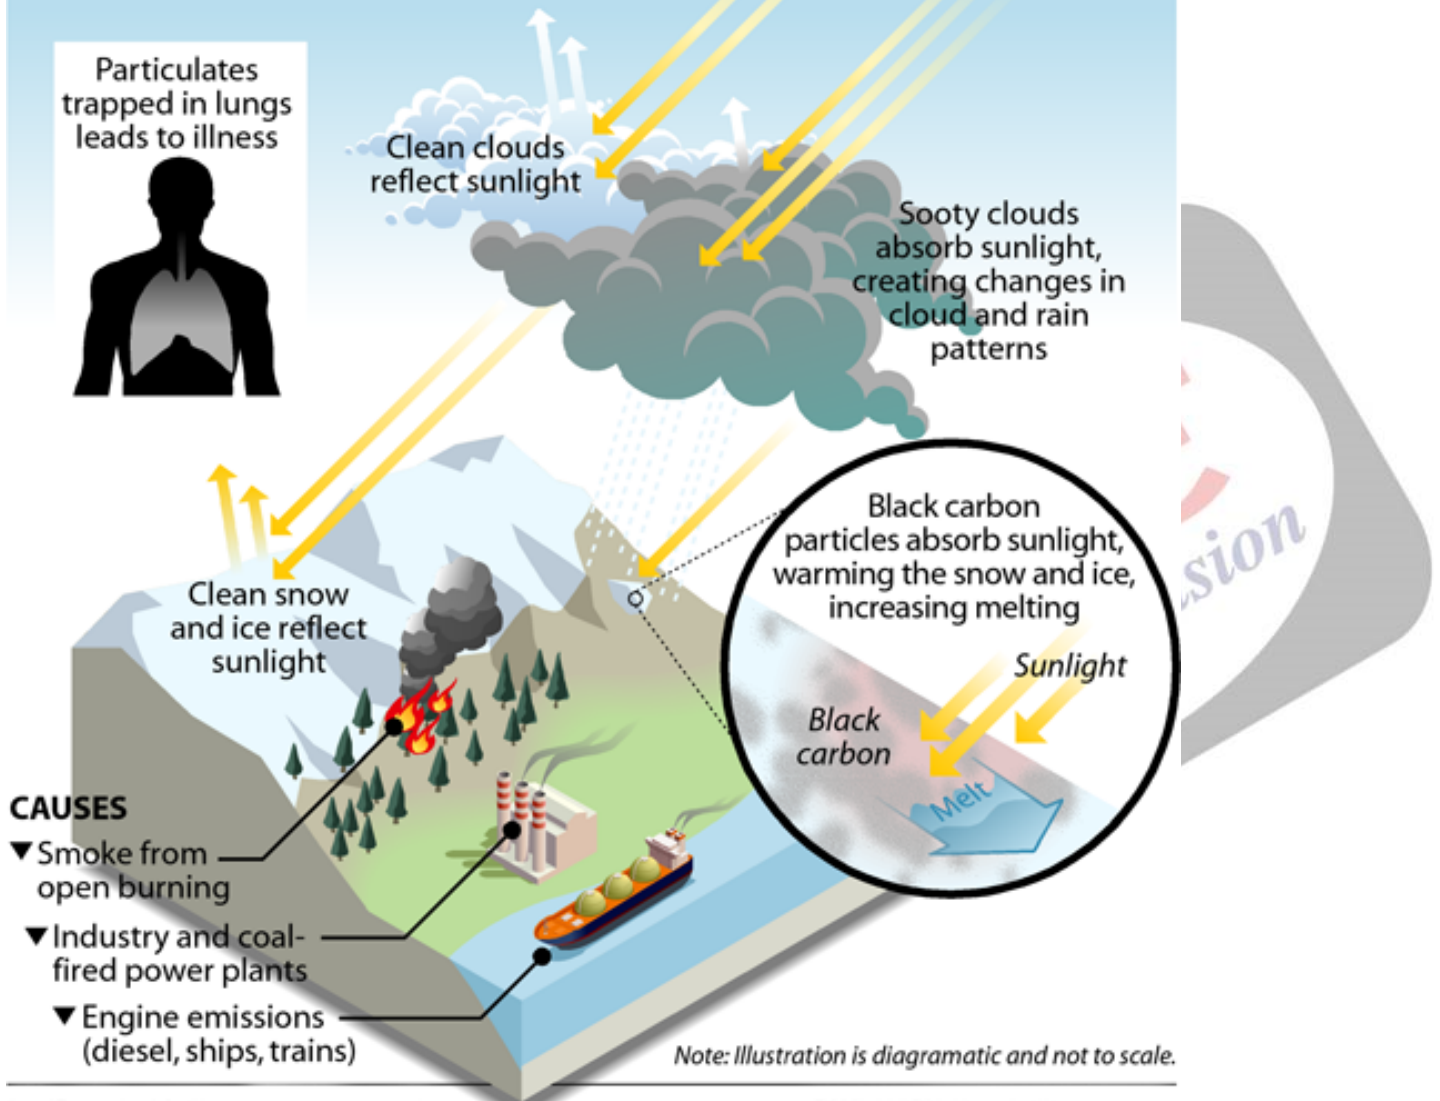 Particulates
trapped in lungs
leads to illness
Clean clouds
reflect sunlight
Sooty clouds
absorb sunlight,
creating changes in
cloud and rain
patterns
Black carbon
particles absorb sunlight,
warming the snow and ice,
increasing melting
Sunlight
Black
carbon
Melt
Clean snow
and ice reflect
sunlight
CAUSES
▼ Smoke from
open burning
▼ Industry and coal-
fired power plants
▼ Engine emissions
(diesel, ships, trains)
Note: Illustration is diagramatic and not to scale.